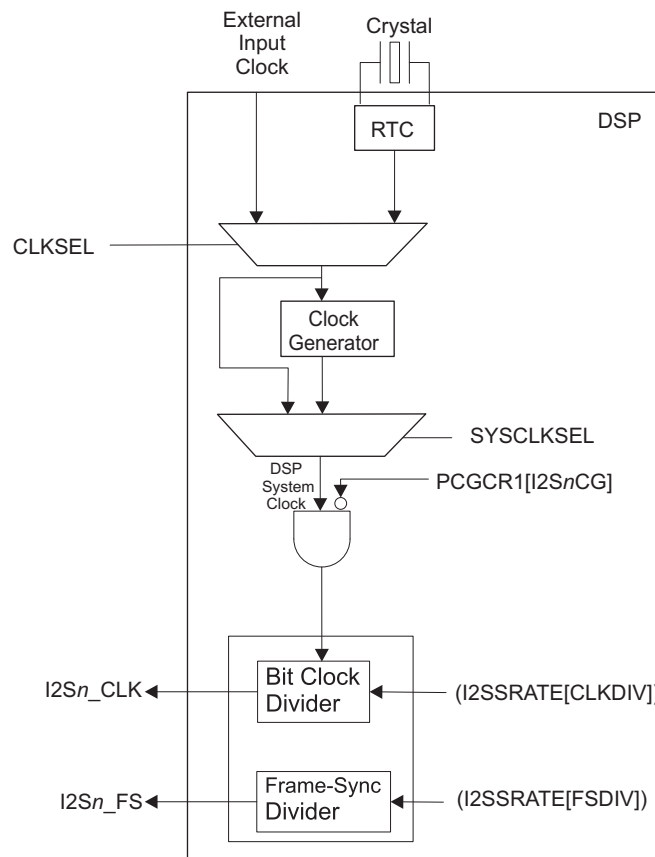 External
Input
Clock
Crystal
RTC
DSP
CLKSEL
Clock
Generator
SYSCLKSEL
DSP
System
Clock
PCGCR1[I2SnCG]
I2Sn_CLK
Bit Clock
Divider
(I2SSRATE[CLKDIV])
I2Sn_FS
Frame-Sync
Divider
(I2SSRATE[FSDIV])